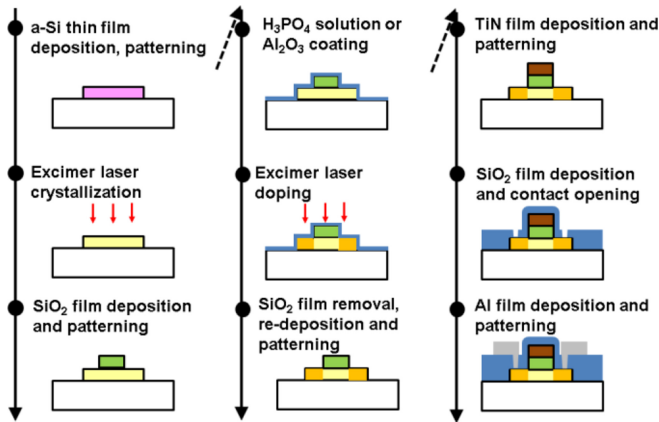 a-Si thin film
deposition, patterning
Excimer laser
crystallization
SiO₂ film deposition
and patterning
H₃PO₄ solution or
Al₂O₃ coating
Excimer laser
doping
SiO₂ film removal,
re-deposition and
patterning
TiN film deposition and
patterning
SiO₂ film deposition
and contact opening
Al film deposition and
patterning